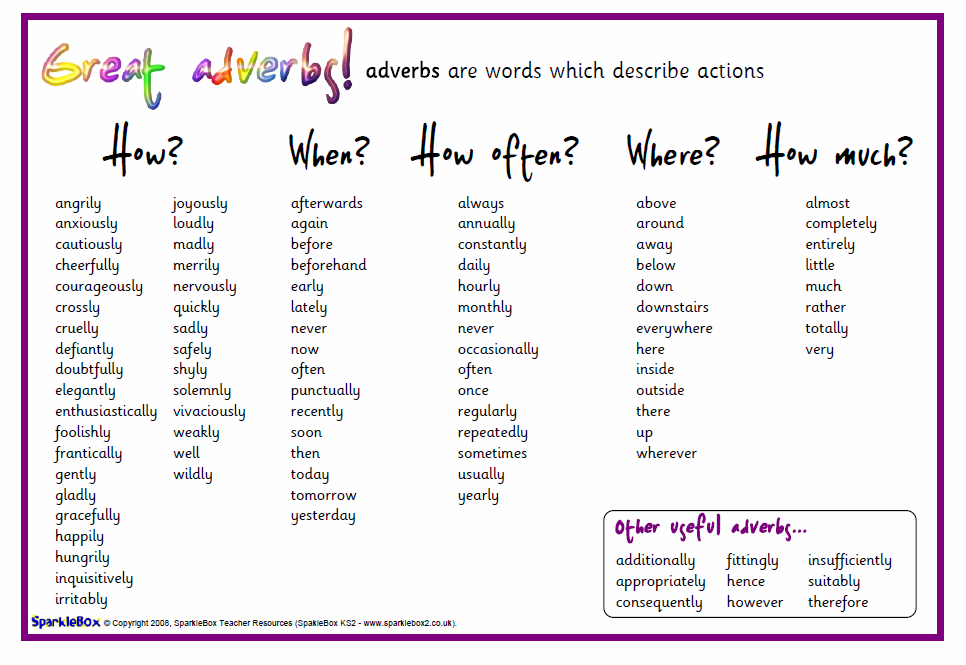 Great adverbs!
adverbs are words which describe actions
How?
angrily
anxiously
cautiously
cheerfully
courageously
crossly
cruelly
defiantly
doubtfully
elegantly
enthusiastically
foolishly
frantically
gently
gladly
gracefully
happily
hungrily
inquisitively
irritably
joyously
loudly
madly
merrily
nervously
quickly
sadly
safely
shyly
solemnly
vivaciously
weakly
well
wildly
When?
afterwards
again
before
beforehand
early
lately
never
now
often
punctually
recently
soon
then
today
tomorrow
yesterday
How often?
always
annually
constantly
daily
hourly
monthly
never
occasionally
often
once
regularly
repeatedly
sometimes
usually
yearly
Where?
above
around
away
below
down
downstairs
everywhere
here
inside
outside
there
up
wherever
How much?
almost
completely
entirely
little
much
rather
totally
very
Other useful adverbs...
additionally
appropriately
consequently
fittingly
hence
however
insufficiently
suitably
therefore
SparkleBox © Copyright 2008, SparkleBox Teacher Resources (SpakleBox KS2 - www.sparklebox2.co.uk).